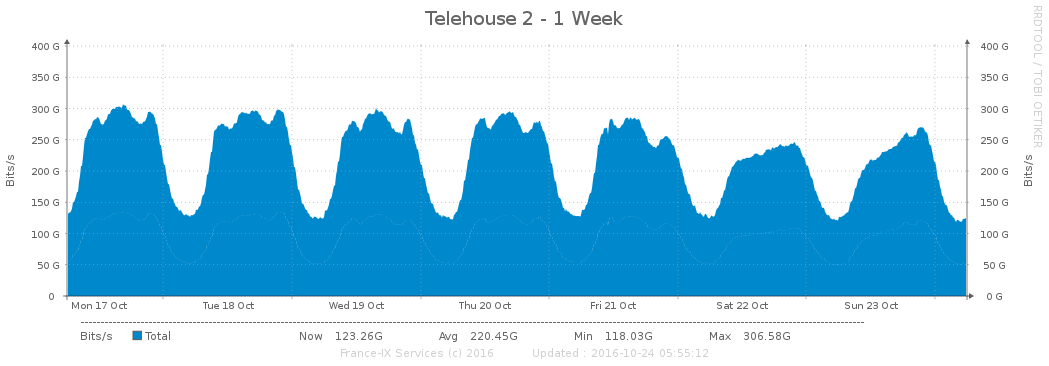 Telehouse 2 - 1 Week
RRDTOOL / TOBI OETIKER
400 G 400 G
350 G 350 G
300 G 300 G
250 G 250 G
200 G 200 G
150 G 150 G
100 G 100 G
50 G 50 G
0 0 G
Bits/s
Bits/s
Mon 17 Oct Tue 18 Oct Wed 19 Oct Thu 20 Oct Fri 21 Oct Sat 22 Oct Sun 23 Oct
Bits/s Total Now 123.26G Avg 220.45G Min 118.03G Max 306.58G
France-IX Services (c) 2016 Updated : 2016-10-24 05:55:12